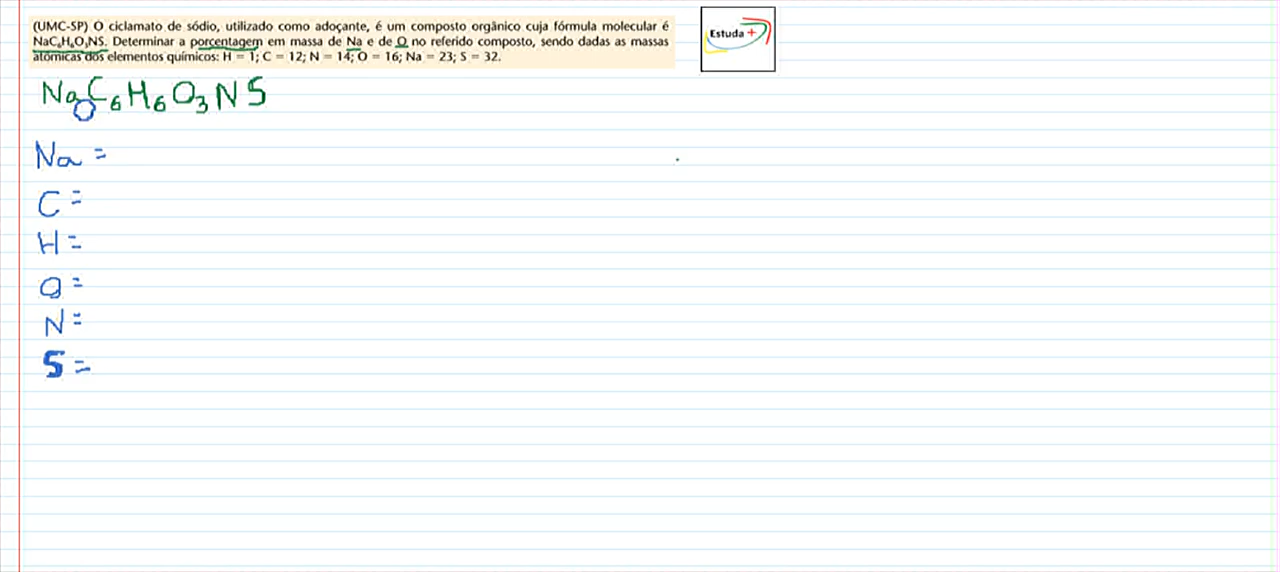 (UMC-SP) O ciclamato de sódio, utilizado como adoçante, é um composto orgânico cuja fórmula molecular é
NaC₆H₆O₃NS. Determinar a porcentagem em massa de Na e de O no referido composto, sendo dadas as massas
atômicas dos elementos químicos: H = 1; C = 12; N = 14; O = 16; Na = 23; S = 32.
Estuda +
NaC₆H₆O₃NS
Na =
C =
H =
O =
N =
S =